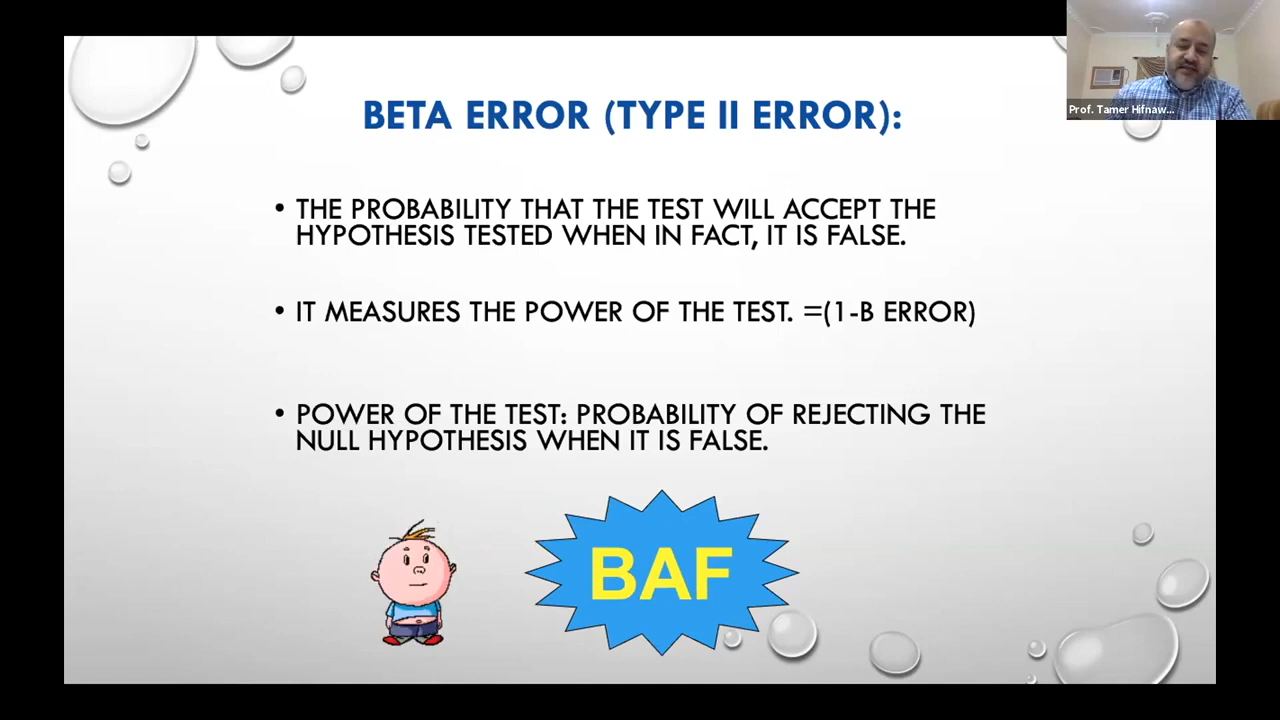 BETA ERROR (TYPE II ERROR):
• THE PROBABILITY THAT THE TEST WILL ACCEPT THE
HYPOTHESIS TESTED WHEN IN FACT, IT IS FALSE.
• IT MEASURES THE POWER OF THE TEST. =(1-B ERROR)
• POWER OF THE TEST: PROBABILITY OF REJECTING THE
NULL HYPOTHESIS WHEN IT IS FALSE.
BAF
Prof. Tamer Hifnaw...